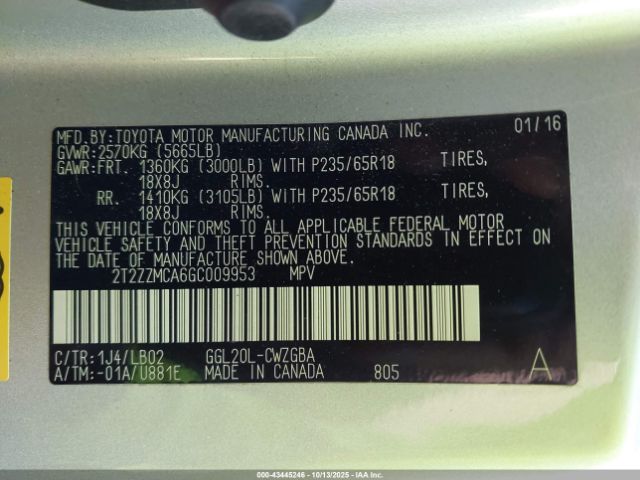 MFD.BY:TOYOTA MOTOR MANUFACTURING CANADA INC. 01/16
GVWR:2570KG (5665LB)
GAWR:FRT. 1360KG (3000LB) WITH P235/65R18 TIRES,
18X8J RIMS.
RR. 1410KG (3105LB) WITH P235/65R18 TIRES,
18X8J RIMS.
THIS VEHICLE CONFORMS TO ALL APPLICABLE FEDERAL MOTOR
VEHICLE SAFETY AND THEFT PREVENTION STANDARDS IN EFFECT ON
THE DATE OF MANUFACTURE SHOWN ABOVE.
2T2ZZMCA6GC009953 MPV
C/TR:1J4/LB02 GGL20L-CWZGBA
A/TM:-01A/U881E MADE IN CANADA 805
A
000-43445246 - 10/13/2025 - IAA